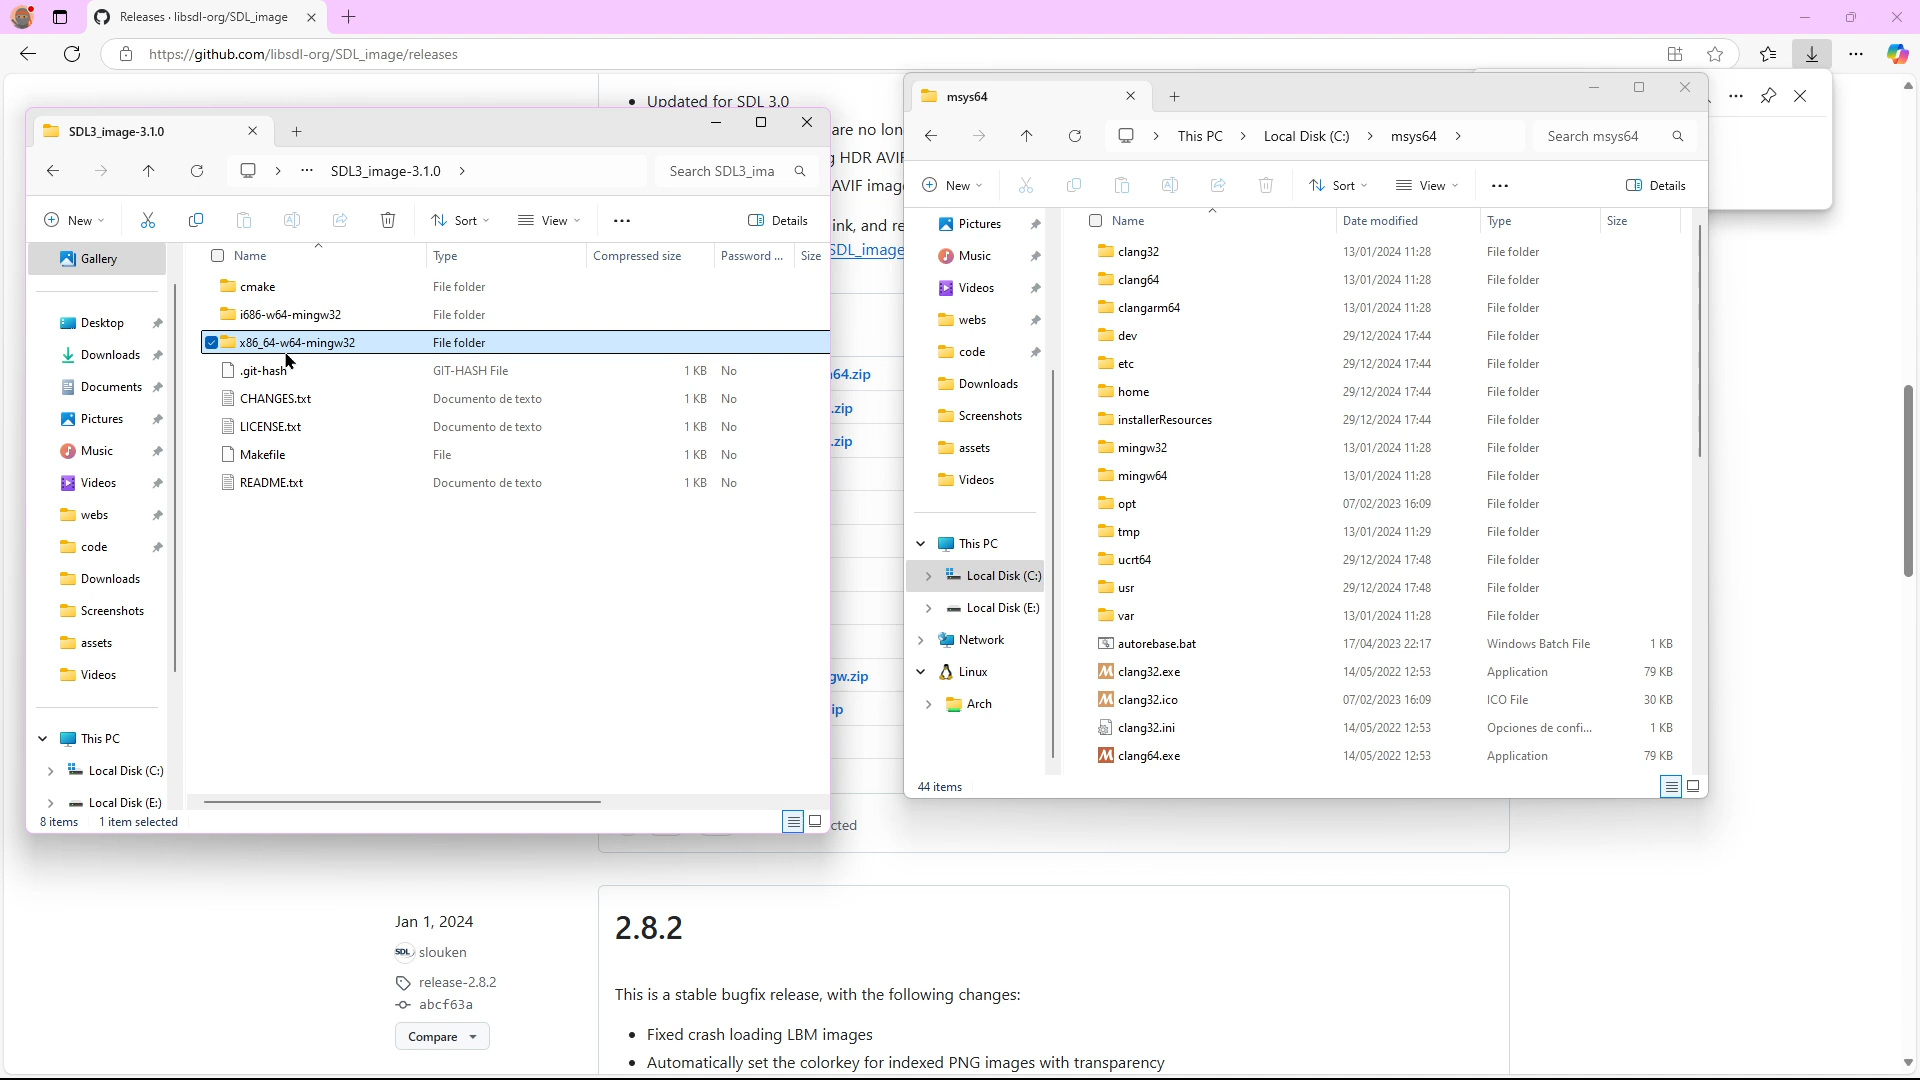 Releases · libsdl-org/SDL_image
https://github.com/libsdl-org/SDL_image/releases
Updated for SDL 3.0
are no lon
HDR AVIF
AVIF imag
ink, and re
SDL_image
64.zip
.zip
.zip
gw.zip
ip
cted
SDL3_image-3.1.0
SDL3_image-3.1.0
Search SDL3_ima
New
Sort
View
Details
Name
Type
Compressed size
Password ...
Size
Gallery
Desktop
Downloads
Documents
Pictures
Music
Videos
webs
code
Downloads
Screenshots
assets
Videos
This PC
Local Disk (C:)
Local Disk (E:)
cmake File folder
i686-w64-mingw32 File folder
x86_64-w64-mingw32 File folder
.git-hash GIT-HASH File 1 KB No
CHANGES.txt Documento de texto 1 KB No
LICENSE.txt Documento de texto 1 KB No
Makefile File 1 KB No
README.txt Documento de texto 1 KB No
8 items 1 item selected
msys64
This PC Local Disk (C:) msys64
Search msys64
New
Sort
View
Details
Name
Date modified
Type
Size
Pictures
Music
Videos
webs
code
Downloads
Screenshots
assets
Videos
This PC
Local Disk (C:)
Local Disk (E:)
Network
Linux
Arch
clang32 13/01/2024 11:28 File folder
clang64 13/01/2024 11:28 File folder
clangarm64 13/01/2024 11:28 File folder
dev 29/12/2024 17:44 File folder
etc 29/12/2024 17:44 File folder
home 29/12/2024 17:44 File folder
installerResources 29/12/2024 17:44 File folder
mingw32 13/01/2024 11:28 File folder
mingw64 13/01/2024 11:28 File folder
opt 07/02/2023 16:09 File folder
tmp 13/01/2024 11:29 File folder
ucrt64 29/12/2024 17:48 File folder
usr 29/12/2024 17:48 File folder
var 13/01/2024 11:28 File folder
autorebase.bat 17/04/2023 22:17 Windows Batch File 1 KB
clang32.exe 14/05/2022 12:53 Application 79 KB
clang32.ico 07/02/2023 16:09 ICO File 30 KB
clang32.ini 14/05/2022 12:53 Opciones de confi... 1 KB
clang64.exe 14/05/2022 12:53 Application 79 KB
44 items
Jan 1, 2024
SDL slouken
release-2.8.2
abcf63a
Compare
2.8.2
This is a stable bugfix release, with the following changes:
Fixed crash loading LBM images
Automatically set the colorkey for indexed PNG images with transparency